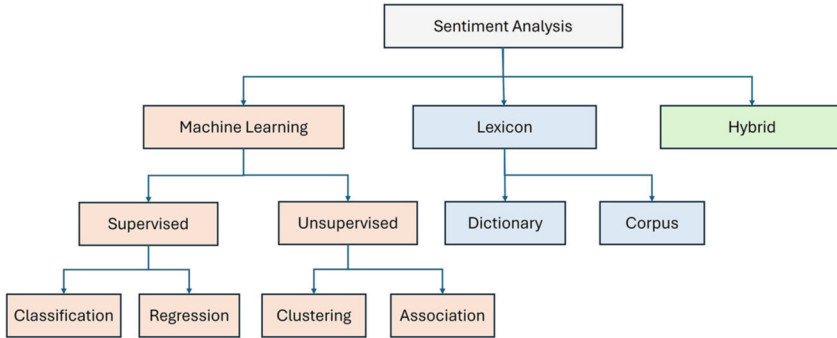 Sentiment Analysis
Machine Learning
Lexicon
Hybrid
Supervised
Unsupervised
Dictionary
Corpus
Classification
Regression
Clustering
Association